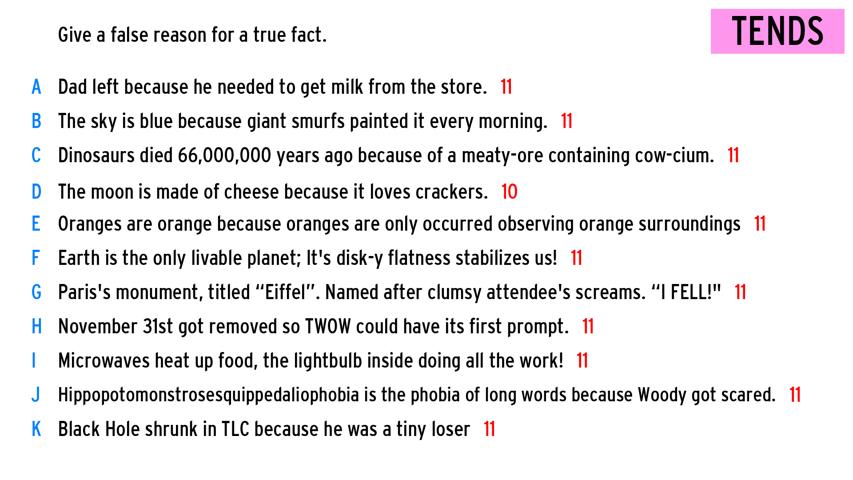 Give a false reason for a true fact.
TENDS
A Dad left because he needed to get milk from the store. 11
B The sky is blue because giant smurfs painted it every morning. 11
C Dinosaurs died 66,000,000 years ago because of a meaty-ore containing cow-cium. 11
D The moon is made of cheese because it loves crackers. 10
E Oranges are orange because oranges are only occurred observing orange surroundings 11
F Earth is the only livable planet; It's disk-y flatness stabilizes us! 11
G Paris's monument, titled “Eiffel”. Named after clumsy attendee's screams. “I FELL!" 11
H November 31st got removed so TWOW could have its first prompt. 11
I Microwaves heat up food, the lightbulb inside doing all the work! 11
J Hippopotomonstrosesquippedaliophobia is the phobia of long words because Woody got scared. 11
K Black Hole shrunk in TLC because he was a tiny loser 11